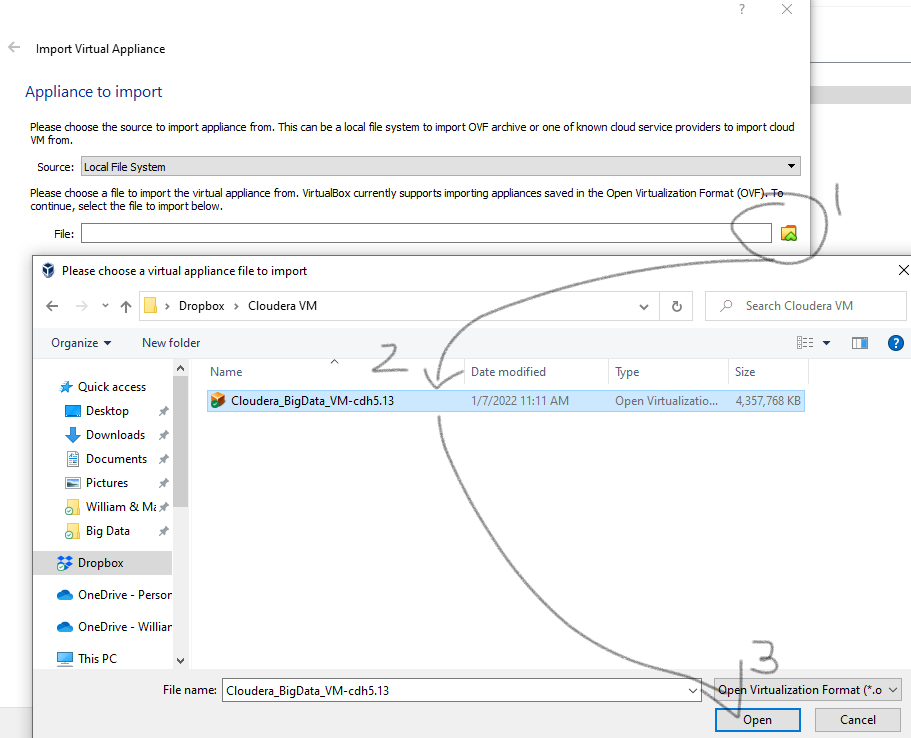 ?
Import Virtual Appliance
Appliance to import
Please choose the source to import appliance from. This can be a local file system to import OVF archive or one of known cloud service providers to import cloud
VM from.
Source: Local File System
Please choose a file to import the virtual appliance from. VirtualBox currently supports importing appliances saved in the Open Virtualization Format (OVF). To
continue, select the file to import below.
1
File:
Please choose a virtual appliance file to import
Dropbox > Cloudera VM
Search Cloudera VM
Organize
New folder
?
2
Name
Date modified
Type
Size
Cloudera_BigData_VM-cdh5.13
1/7/2022 11:11 AM
Open Virtualizatio...
4,357,768 KB
Quick access
Desktop
Downloads
Documents
Pictures
William & Ma
Big Data
Dropbox
OneDrive - Person
OneDrive - Williar
This PC
3
File name: Cloudera_BigData_VM-cdh5.13
Open Virtualization Format (*.o
Open
Cancel